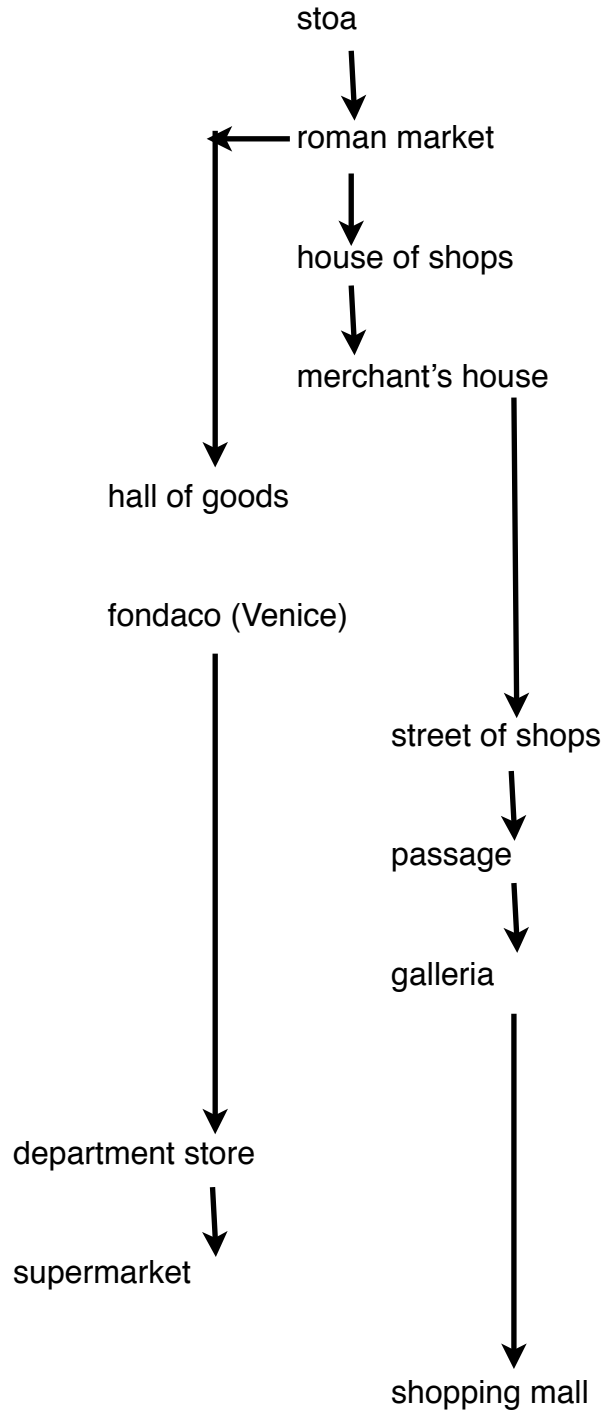 stoa
roman market
house of shops
merchant’s house
hall of goods
fondaco (Venice)
street of shops
passage
galleria
department store
supermarket
shopping mall